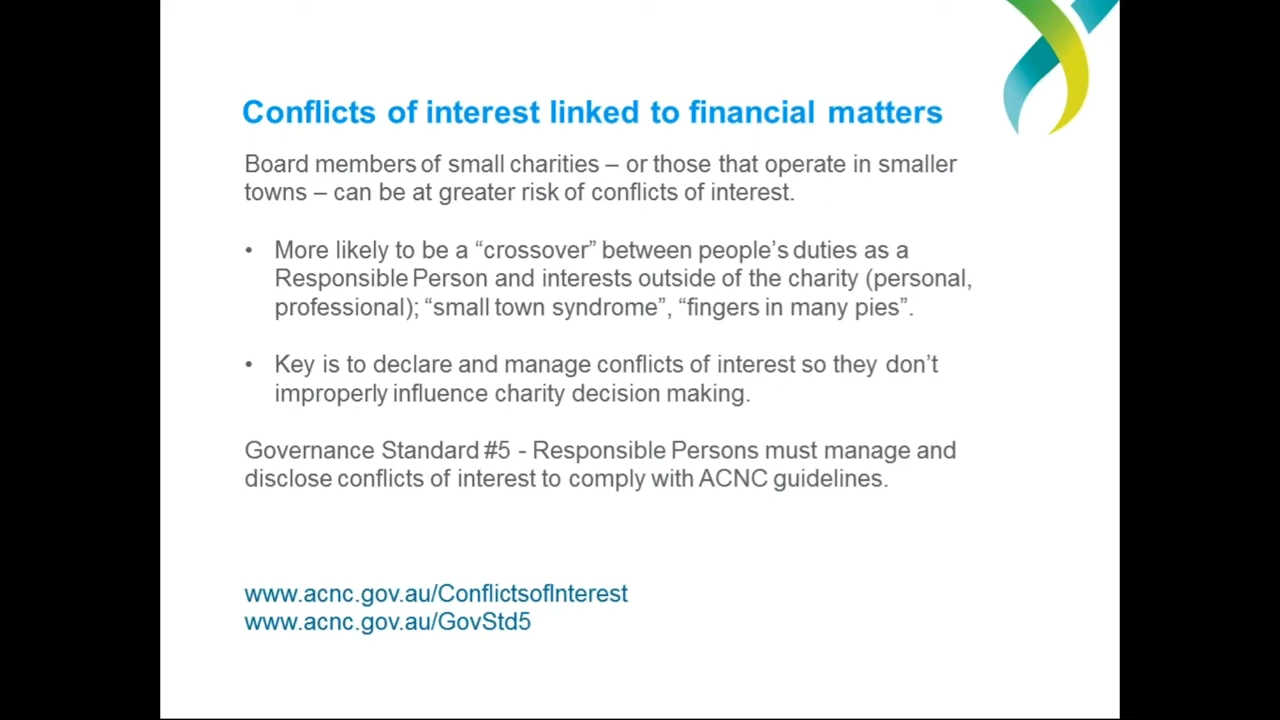 Conflicts of interest linked to financial matters
Board members of small charities – or those that operate in smaller
towns – can be at greater risk of conflicts of interest.
• More likely to be a “crossover” between people’s duties as a
Responsible Person and interests outside of the charity (personal,
professional); “small town syndrome”, “fingers in many pies”.
• Key is to declare and manage conflicts of interest so they don’t
improperly influence charity decision making.
Governance Standard #5 - Responsible Persons must manage and
disclose conflicts of interest to comply with ACNC guidelines.
www.acnc.gov.au/ConflictsofInterest
www.acnc.gov.au/GovStd5